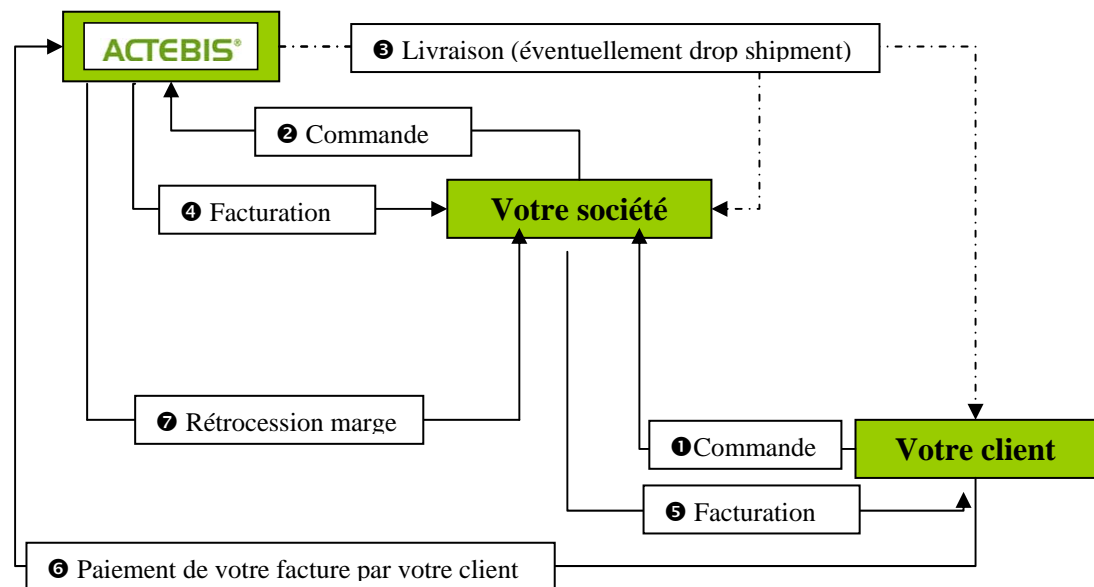 ACTEBIS®
❸ Livraison (éventuellement drop shipment)
❷ Commande
❹ Facturation
Votre société
❼ Rétrocession marge
❶Commande
Votre client
❺ Facturation
❻ Paiement de votre facture par votre client